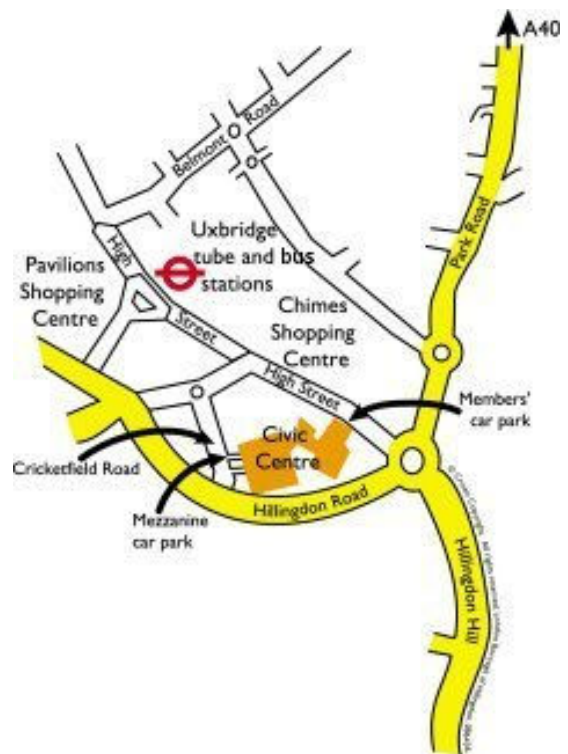 A40
Belmont Road
Park Road
Uxbridge
tube and bus
stations
High
Street
Pavilions
Shopping
Centre
Chimes
Shopping
Centre
High Street
Members'
car park
Civic
Centre
Cricketfield Road
Mezzanine
car park
Hillingdon Road
Hillingdon Hill